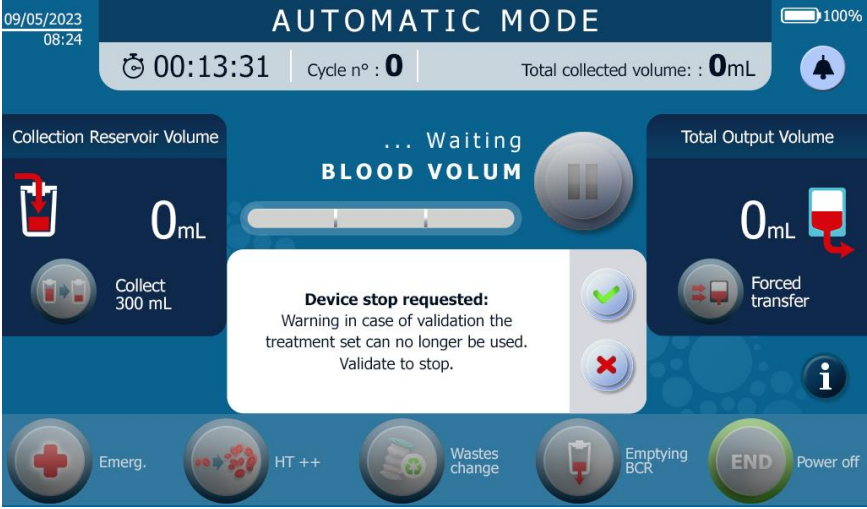 09/05/2023
08:24
AUTOMATIC MODE
100%
00:13:31
Cycle n° : 0
Total collected volume: : 0mL
Collection Reservoir Volume
0mL
Collect
300 mL
... Waiting
BLOOD VOLUM
Total Output Volume
0mL
Forced
transfer
Device stop requested:
Warning in case of validation the
treatment set can no longer be used.
Validate to stop.
i
Emerg.
HT ++
Wastes
change
Emptying
BCR
END
Power off